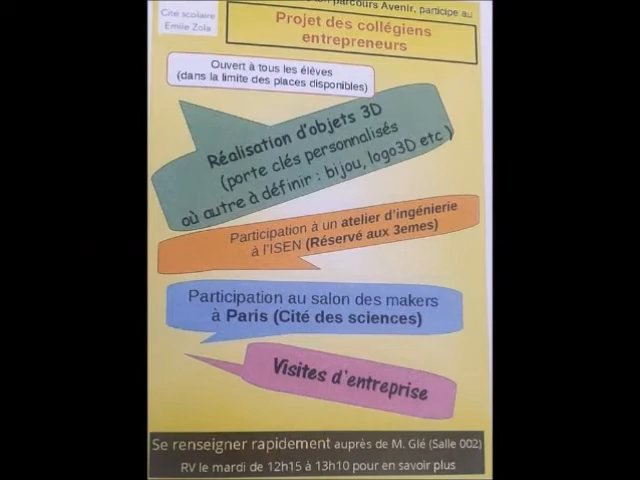 Cité scolaire
Emile Zola
parcours Avenir, participe au
Projet des collégiens
entrepreneurs
Ouvert à tous les élèves
(dans la limite des places disponibles)
Réalisation d'objets 3D
(porte clés personnalisés
où autre à définir : bijou, logo3D etc )
Participation à un atelier d'ingénierie
à l'ISEN (Réservé aux 3emes)
Participation au salon des makers
à Paris (Cité des sciences)
Visites d'entreprise
Se renseigner rapidement auprès de M. Glé (Salle 002)
RV le mardi de 12h15 à 13h10 pour en savoir plus